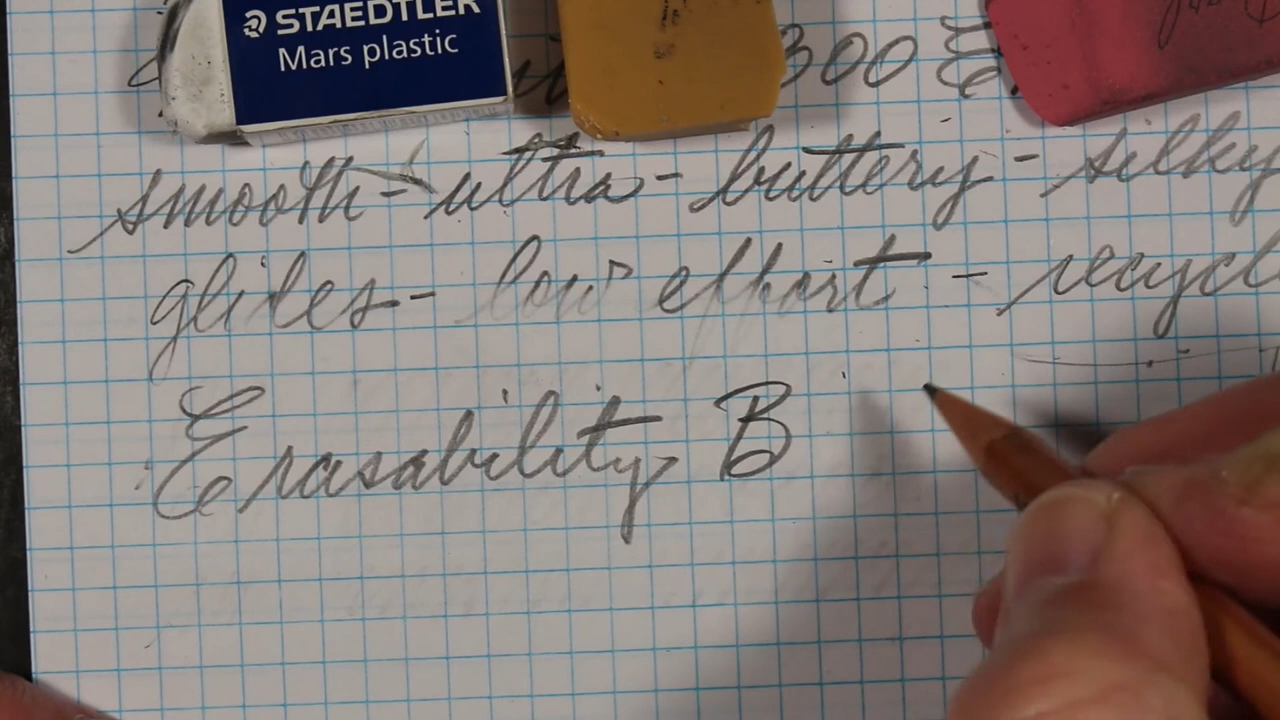 STAEDTLER
Mars plastic
300 E
smooth - ultra - buttery - silky
glides - low effort - recycl
Erasability B